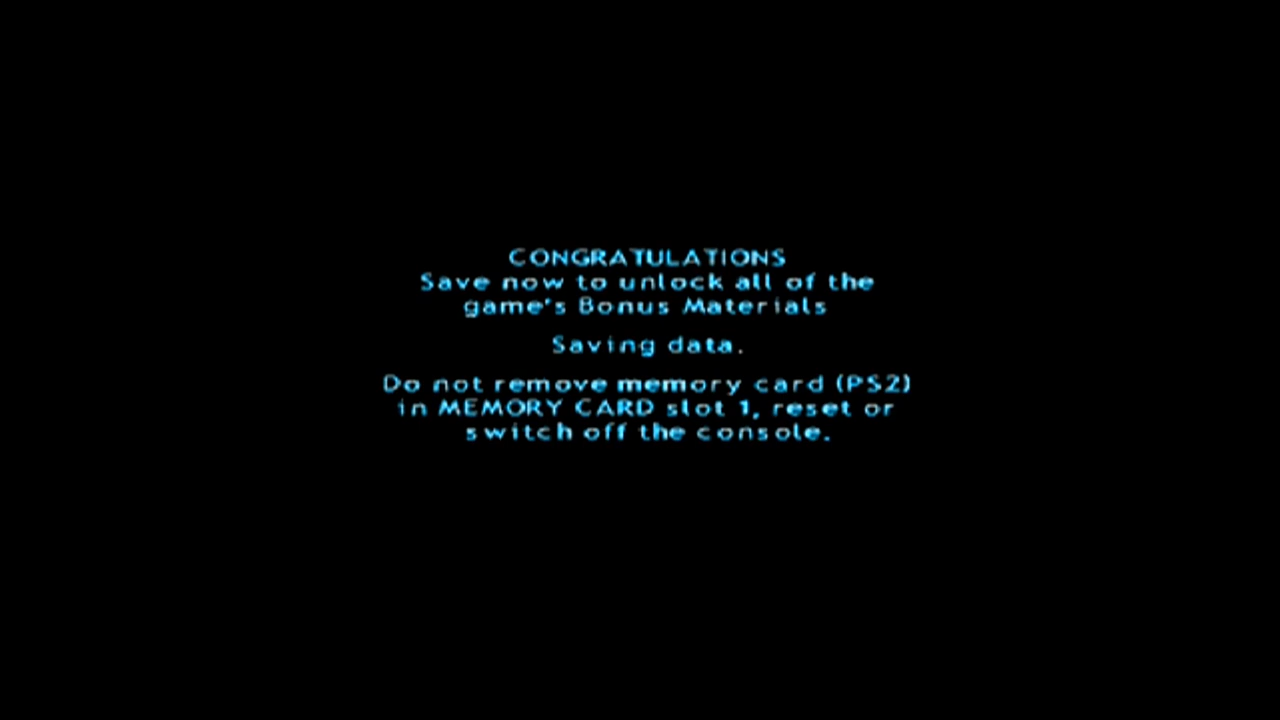 CONGRATULATIONS
Save now to unlock all of the
game's Bonus Materials
Saving data.
Do not remove memory card (PS2)
in MEMORY CARD slot 1, reset or
switch off the console.